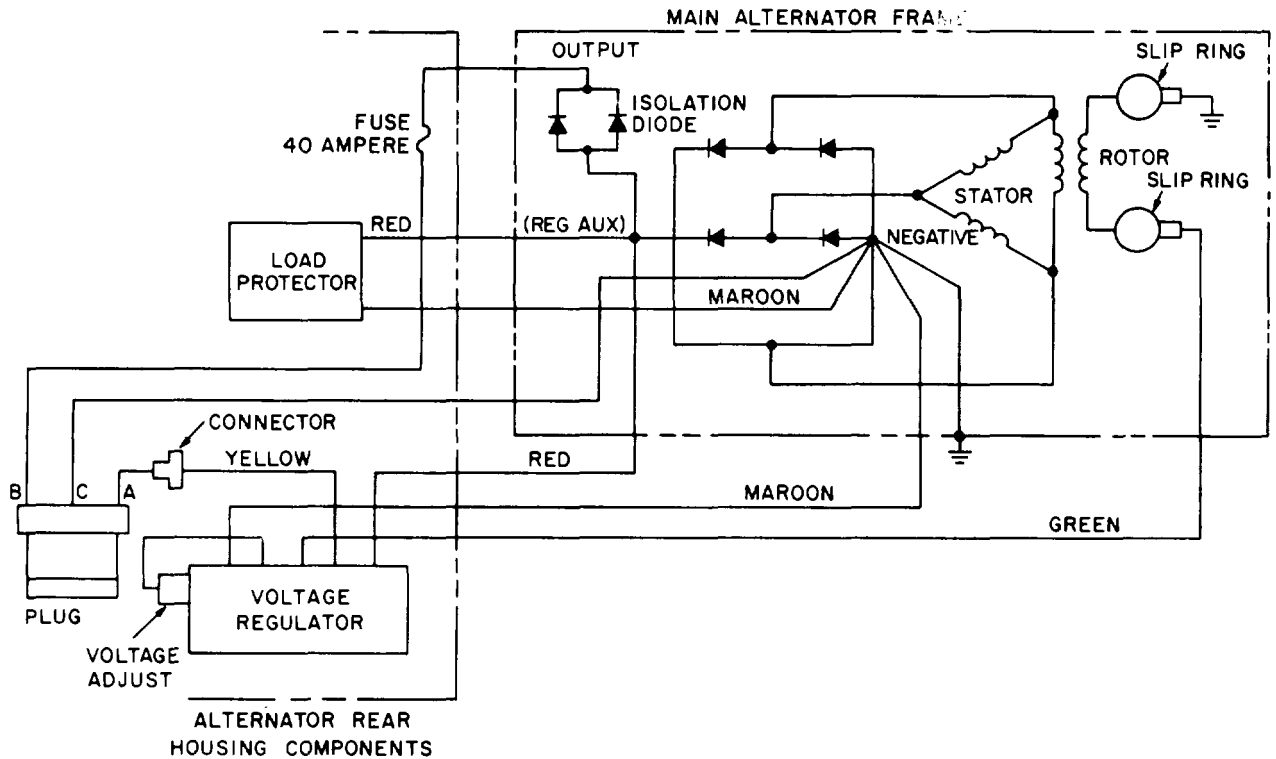 MAIN ALTERNATOR
OUTPUT
SLIP RING
ISOLATION
DIODE
FUSE
40 AMPERE
ROTOR
SLIP RING
STATOR
RED
(REG AUX)
NEGATIVE
LOAD
PROTECTOR
MAROON
CONNECTOR
YELLOW
RED
B
C
A
MAROON
GREEN
VOLTAGE
REGULATOR
PLUG
VOLTAGE
ADJUST
ALTERNATOR REAR
HOUSING COMPONENTS